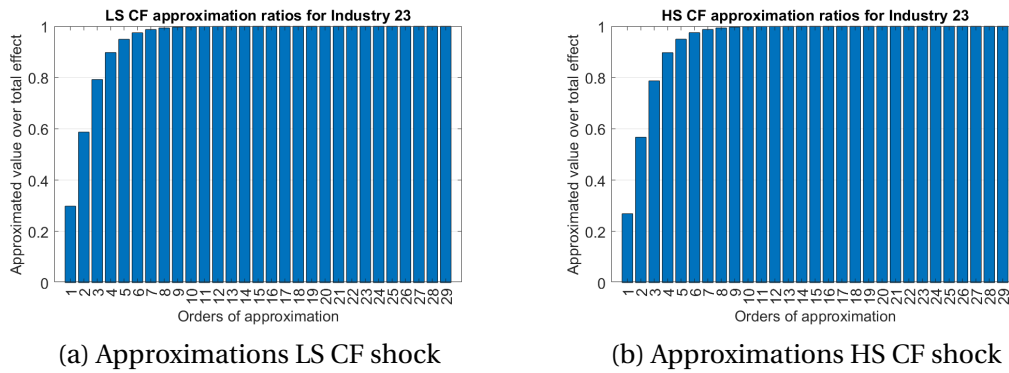 LS CF approximation ratios for Industry 23
Approximated value over total effect
1
0.8
0.6
0.4
0.2
0
1 2 3 4 5 6 7 8 9 10 11 12 13 14 15 16 17 18 19 20 21 22 23 24 25 26 27 28 29
Orders of approximation
(a) Approximations LS CF shock
HS CF approximation ratios for Industry 23
Approximated value over total effect
1
0.8
0.6
0.4
0.2
0
1 2 3 4 5 6 7 8 9 10 11 12 13 14 15 16 17 18 19 20 21 22 23 24 25 26 27 28 29
Orders of approximation
(b) Approximations HS CF shock